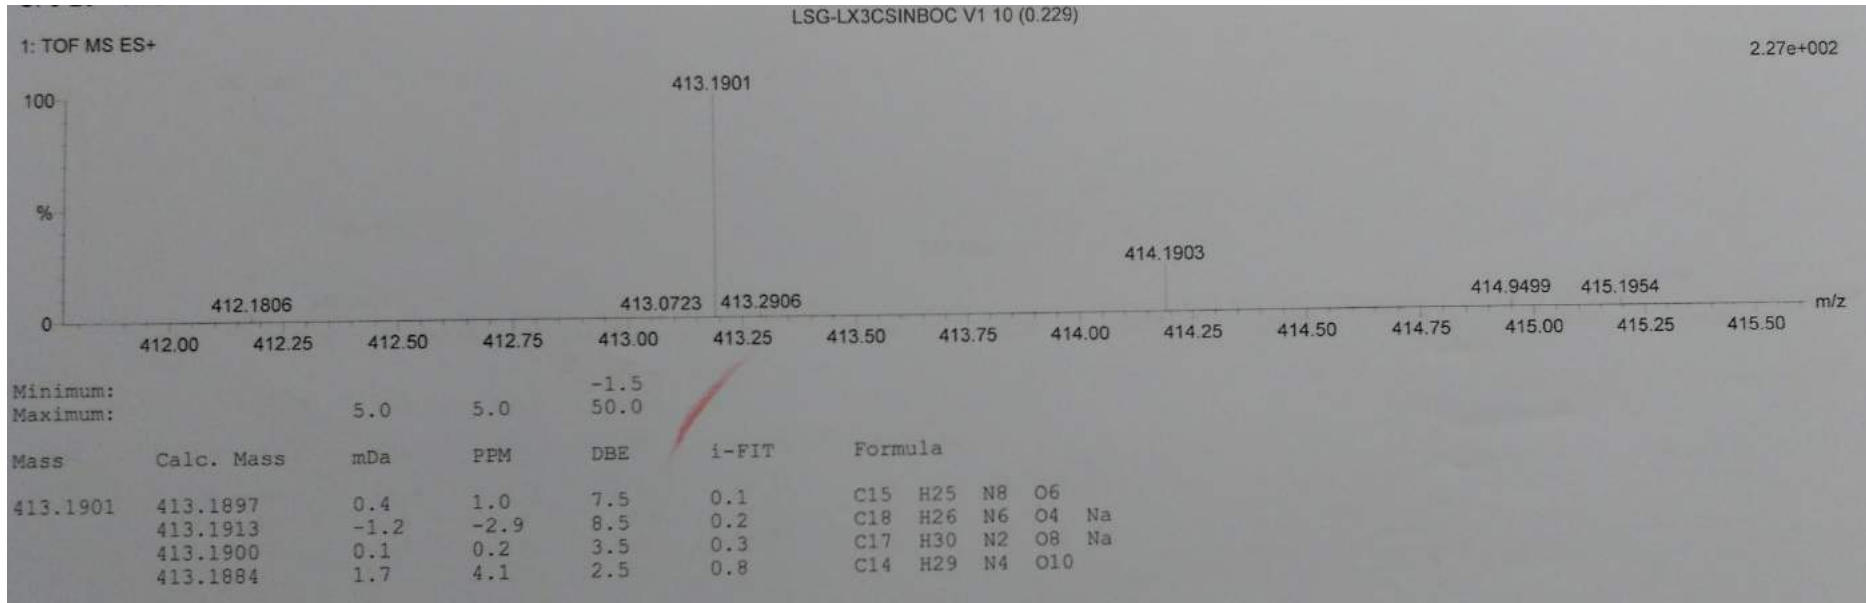 LSG-LX3CSINBOC V1 10 (0.229)
1: TOF MS ES+
2.27e+002
413.1901
100
414.1903
%
412.1806 413.0723 413.2906 414.9499 415.1954
0
m/z
412.00 412.25 412.50 412.75 413.00 413.25 413.50 413.75 414.00 414.25 414.50 414.75 415.00 415.25 415.50
Minimum: -1.5
Maximum: 5.0 5.0 50.0
Mass Calc. Mass mDa PPM DBE i-FIT Formula
413.1901 413.1897 0.4 1.0 7.5 0.1 C15 H25 N8 O6
413.1913 -1.2 -2.9 8.5 0.2 C18 H26 N6 O4 Na
413.1900 0.1 0.2 3.5 0.3 C17 H30 N2 O8 Na
413.1884 1.7 4.1 2.5 0.8 C14 H29 N4 O10